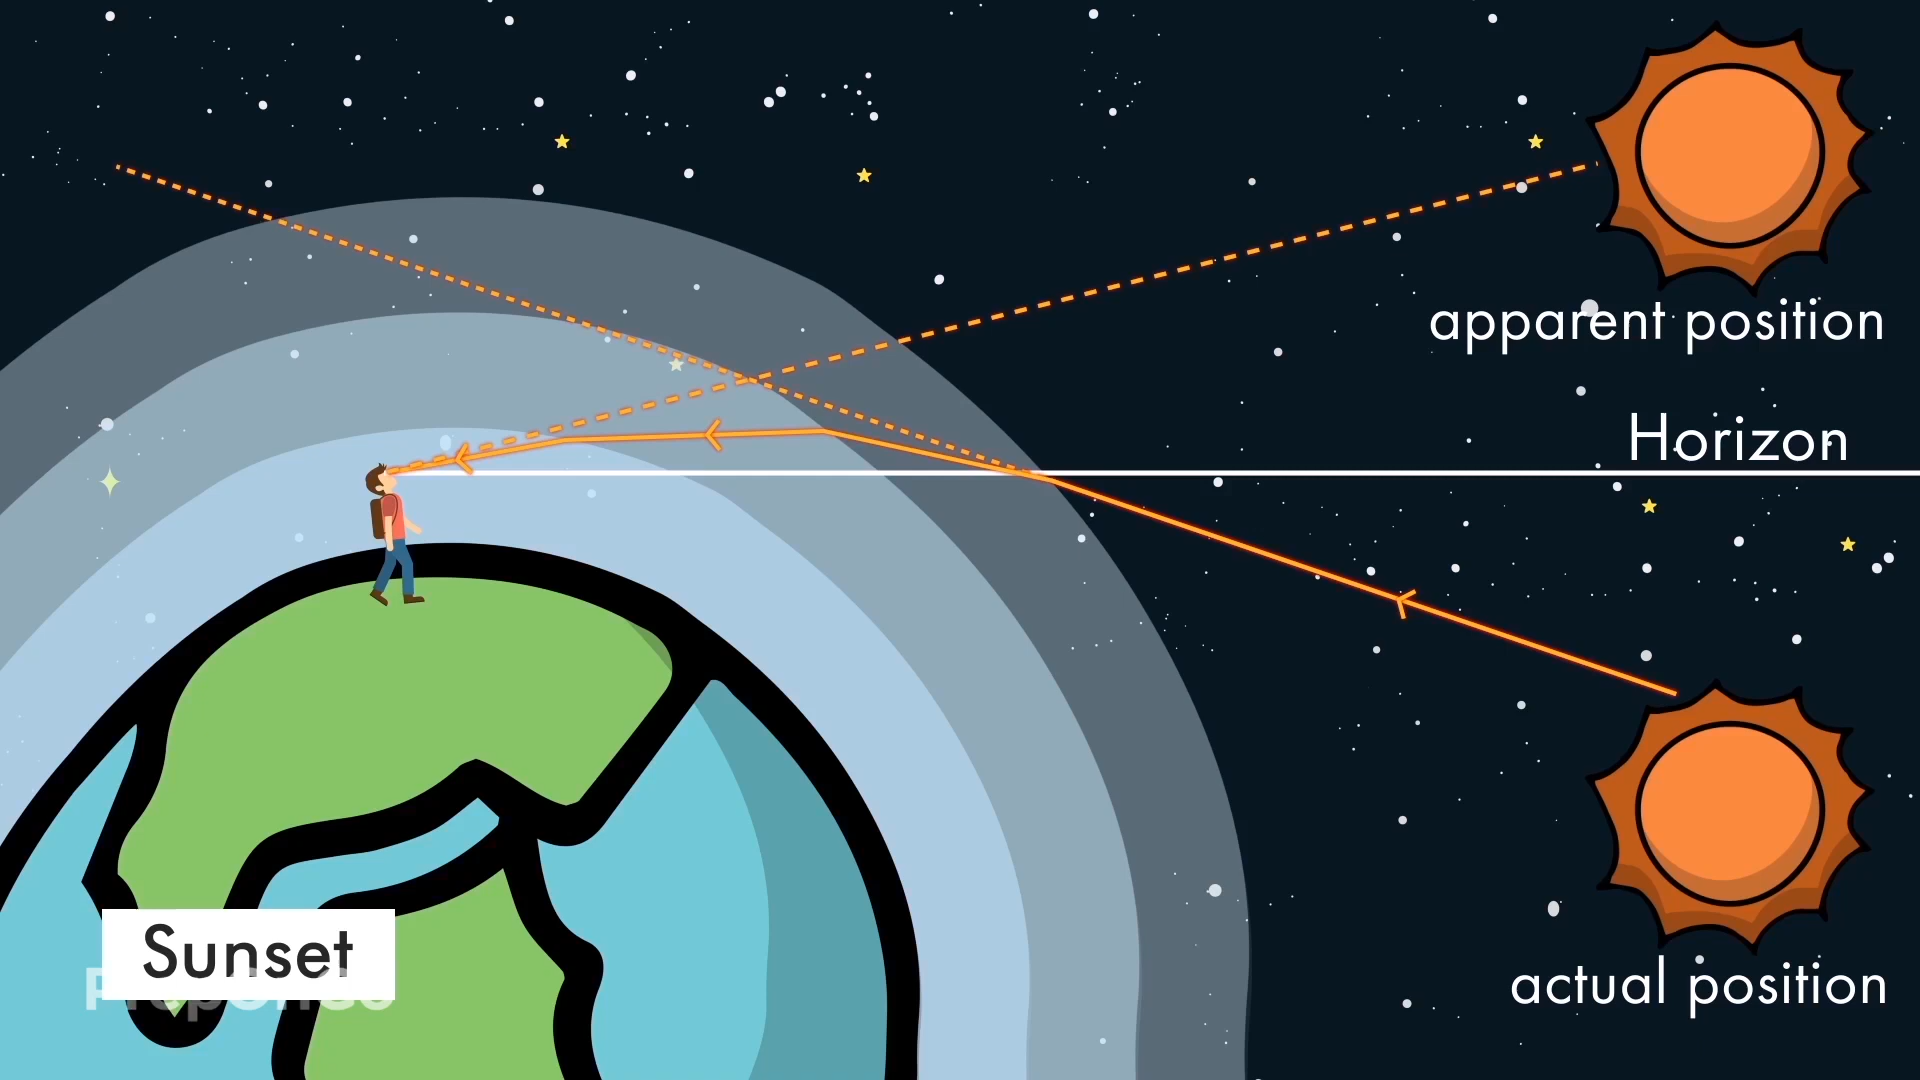 apparent position
Horizon
Sunset
actual position